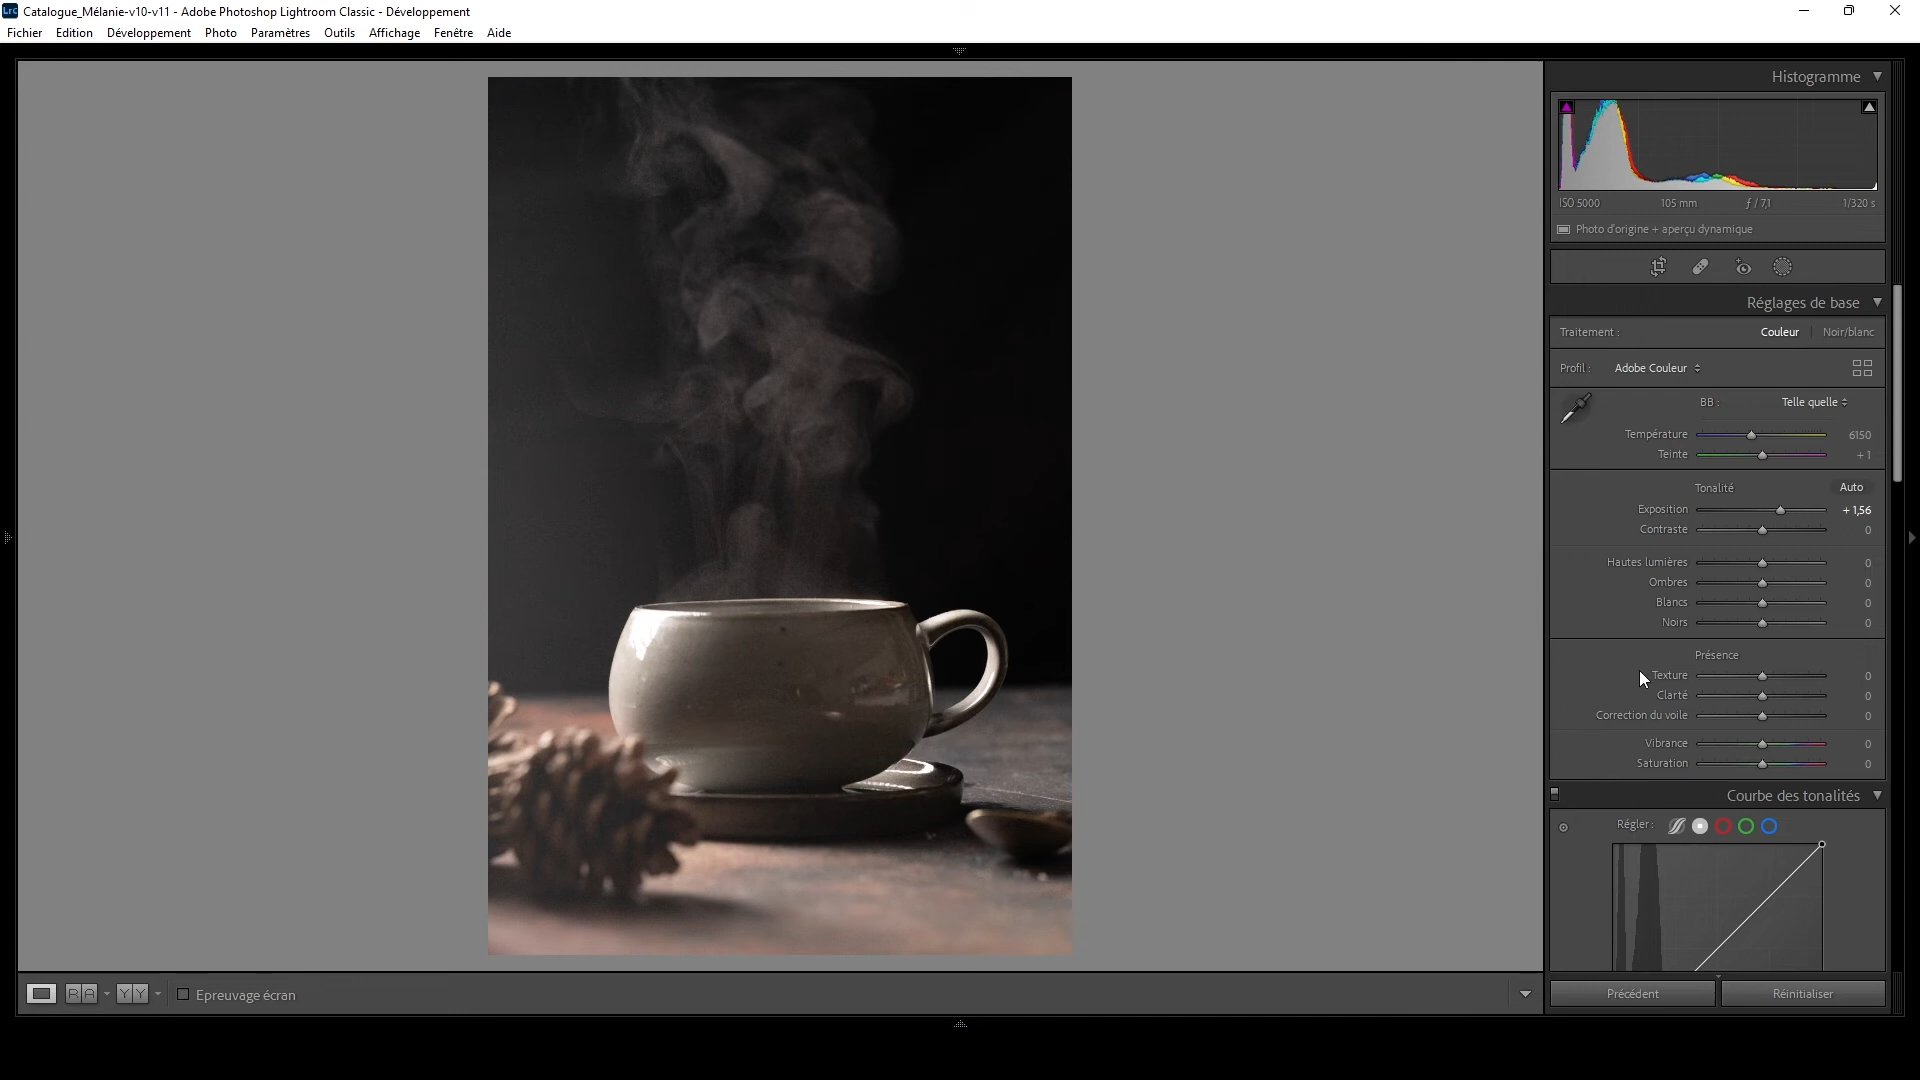 Lrc Catalogue_Mélanie-v10-v11 - Adobe Photoshop Lightroom Classic - Développement
Fichier Edition Développement Photo Paramètres Outils Affichage Fenêtre Aide
Histogramme
ISO 5000 105 mm ƒ / 7,1 1/320 s
Photo d'origine + aperçu dynamique
Réglages de base
Traitement : Couleur Noir/blanc
Profil : Adobe Couleur
BB : Telle quelle
Température 6150
Teinte + 1
Tonalité Auto
Exposition + 1,56
Contraste 0
Hautes lumières 0
Ombres 0
Blancs 0
Noirs 0
Présence
Texture 0
Clarté 0
Correction du voile 0
Vibrance 0
Saturation 0
Courbe des tonalités
Régler :
R A Y Y Epreuvage écran
Précédent Réinitialiser